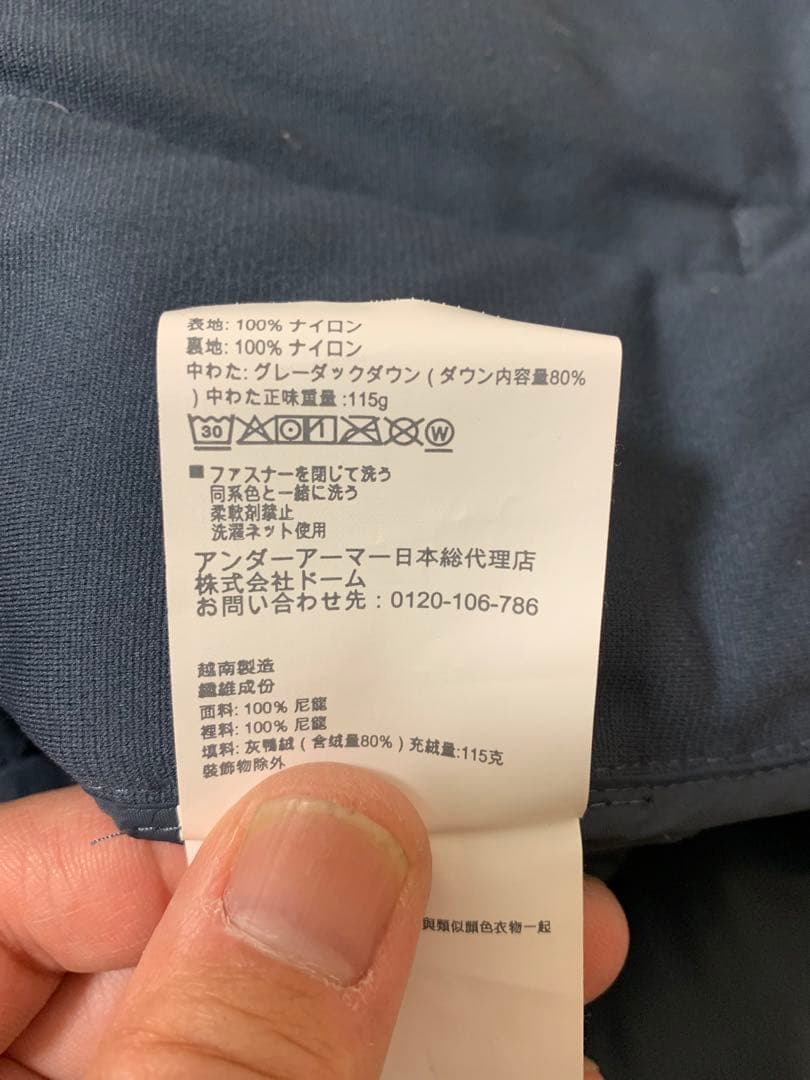 表地: 100% ナイロン
裏地: 100% ナイロン
中わた: グレーダックダウン ( ダウン内容量80%
) 中わた正味重量 :115g
30
W
■ ファスナーを閉じて洗う
同系色と一緒に洗う
柔軟剤禁止
洗濯ネット使用
アンダーアーマー日本総代理店
株式会社ドーム
お問い合わせ先 : 0120-106-786
越南製造
纖維成份
面料: 100% 尼龍
裡料: 100% 尼龍
填料: 灰鴨絨 ( 含绒量80% ) 充絨量:115克
裝飾物除外
與類似顏色衣物一起